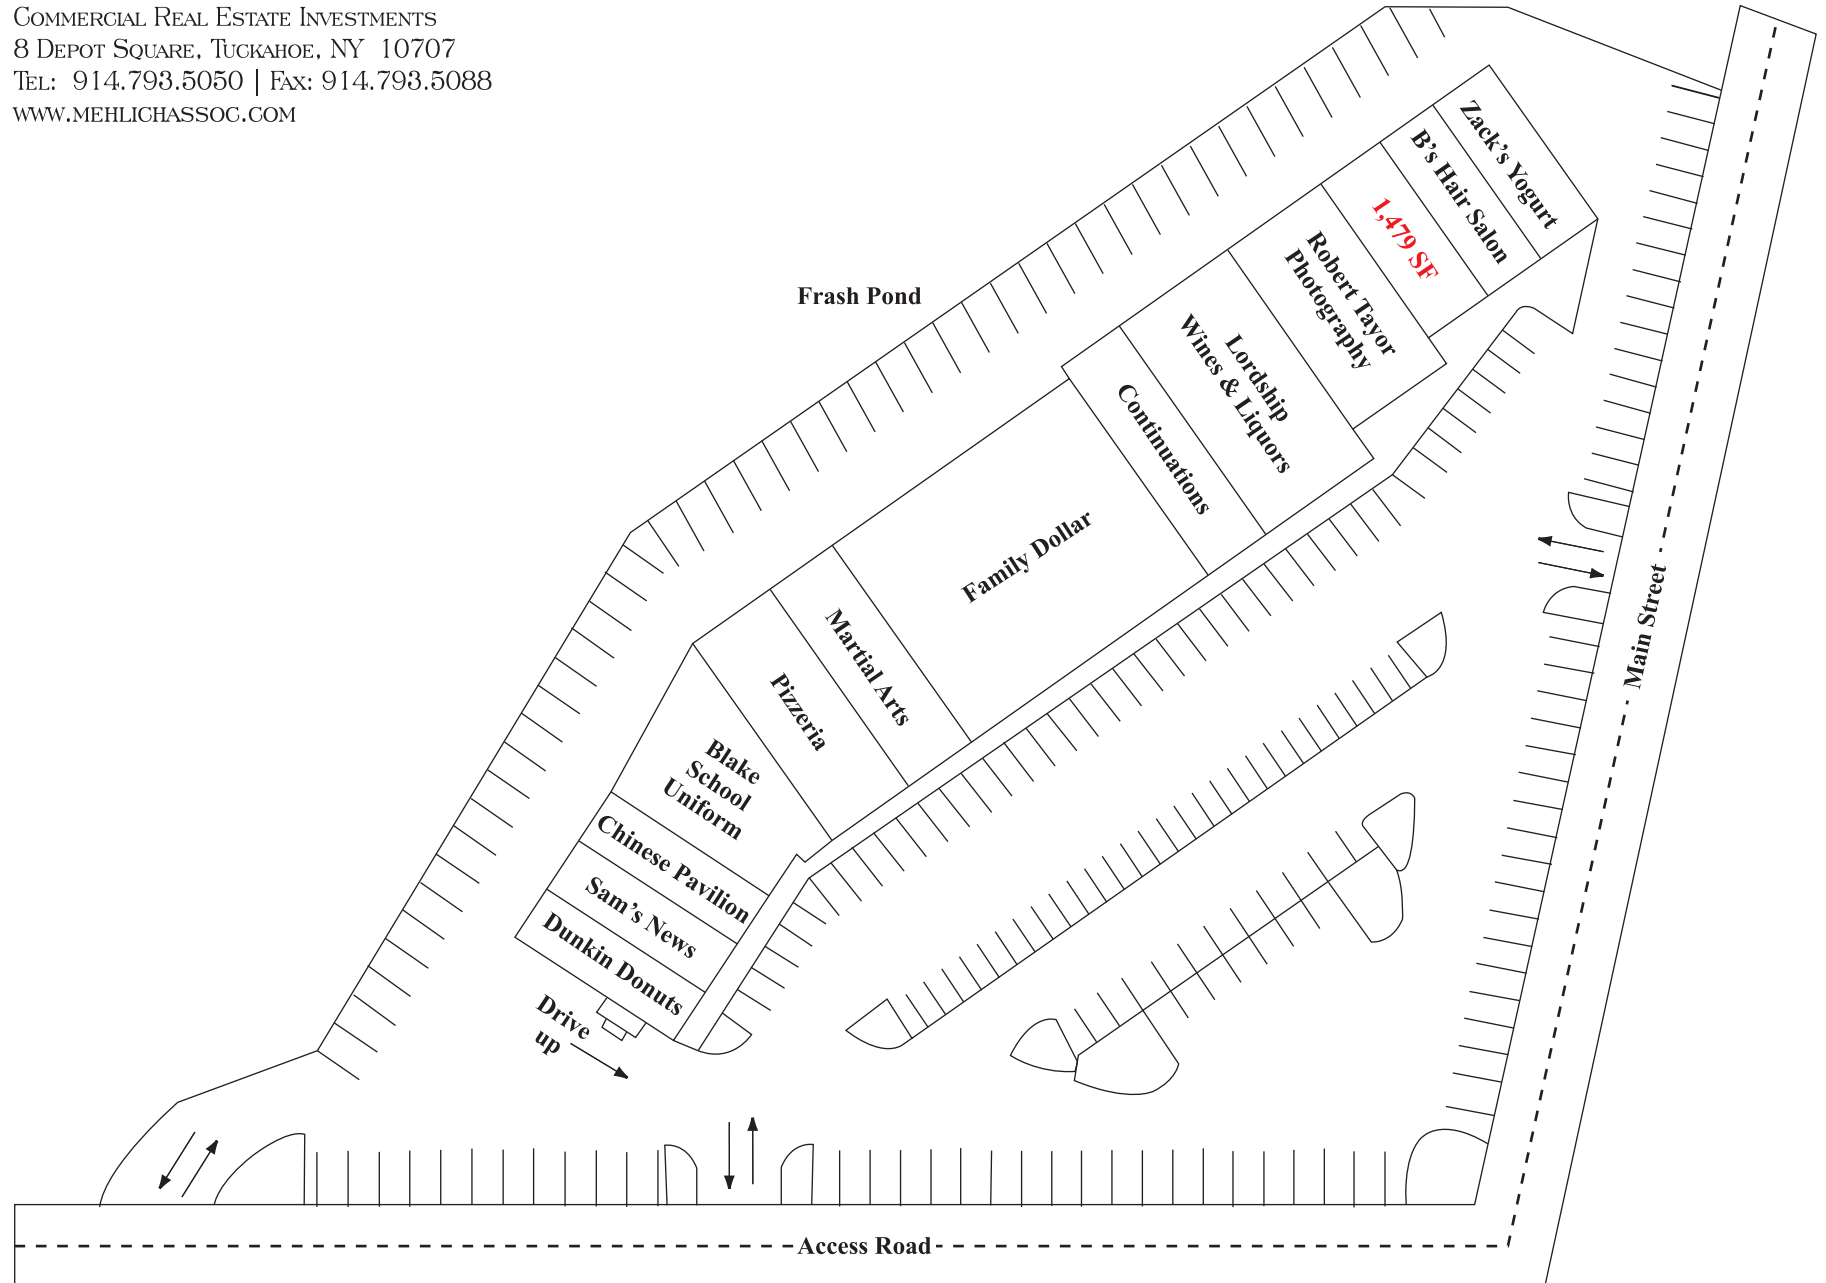 Commercial Real Estate Investments
8 Depot Square, Tuckahoe, NY 10707
Tel: 914.793.5050 | Fax: 914.793.5088
www.mehlichassoc.com
Zack's Yogurt
B's Hair Salon
1,479 SF
Robert Tayor
Photography
Frash Pond
Lordship
Wines & Liquors
Continuations
Family Dollar
Martial Arts
Pizzeria
Blake
School
Uniform
Chinese Pavilion
Sam's News
Dunkin Donuts
Drive
up
Main Street
Access Road